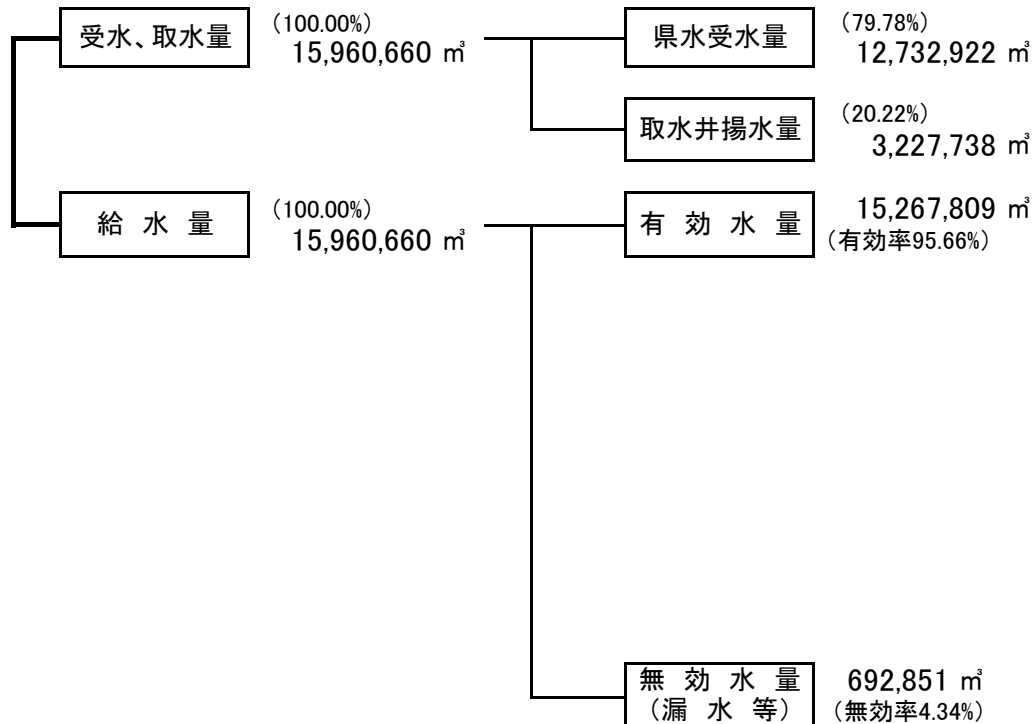 受水、取水量
(100.00%)
15,960,660 ㎥
県水受水量
(79.78%)
12,732,922 ㎥
取水井揚水量
(20.22%)
3,227,738 ㎥
給 水 量
(100.00%)
15,960,660 ㎥
有 効 水 量
15,267,809 ㎥
(有効率95.66%)
無 効 水 量
(漏 水 等)
692,851 ㎥
(無効率4.34%)